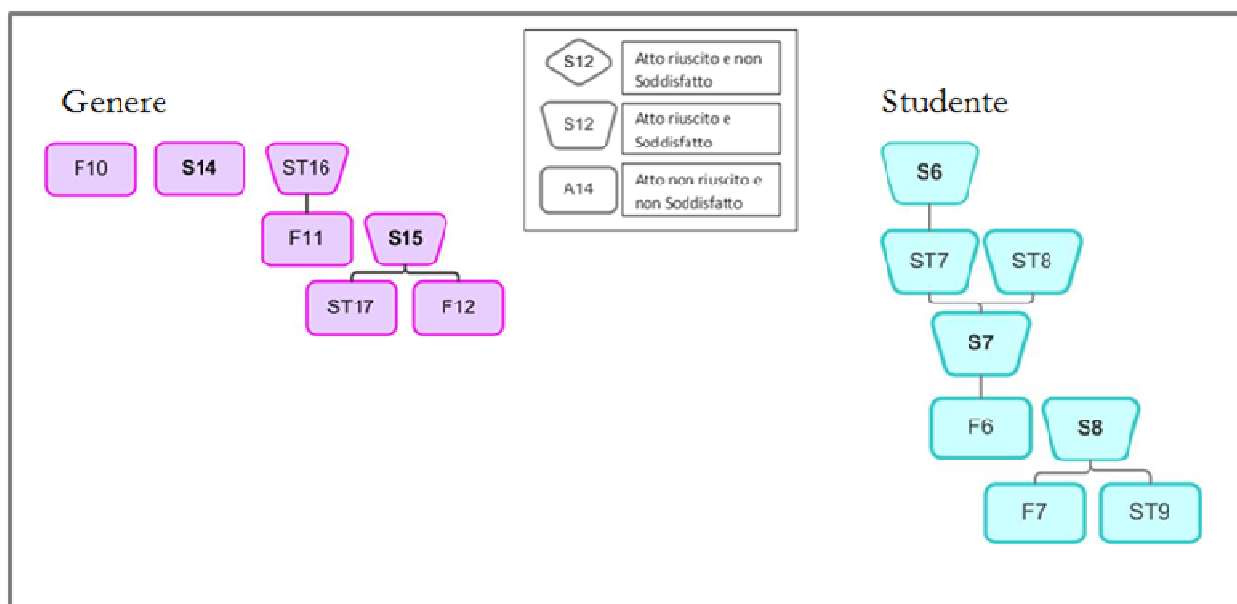 S12
Atto riuscito e non
Soddisfatto
S12
Atto riuscito e
Soddisfatto
A14
Atto non riuscito e
non Soddisfatto
Genere
F10 S14 ST16
F11 S15
ST17 F12
Studente
S6
ST7 ST8
S7
F6 S8
F7 ST9